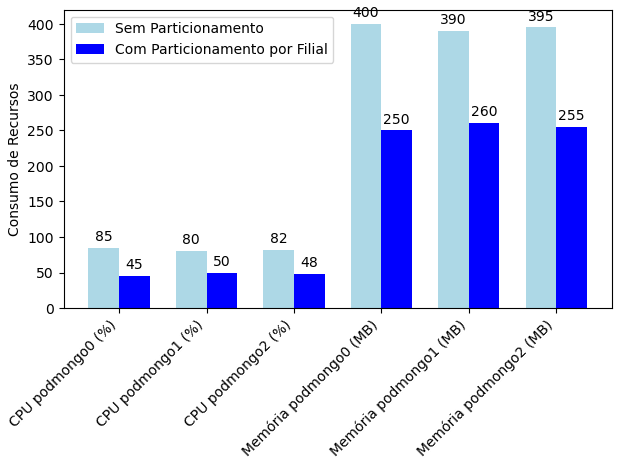 Sem Particionamento
Com Particionamento por Filial
Consumo de Recursos
400
350
300
250
200
150
100
50
0
85
45
80
50
82
48
400
250
390
260
395
255
CPU podmongo0 (%)
CPU podmongo1 (%)
CPU podmongo2 (%)
Memória podmongo0 (MB)
Memória podmongo1 (MB)
Memória podmongo2 (MB)